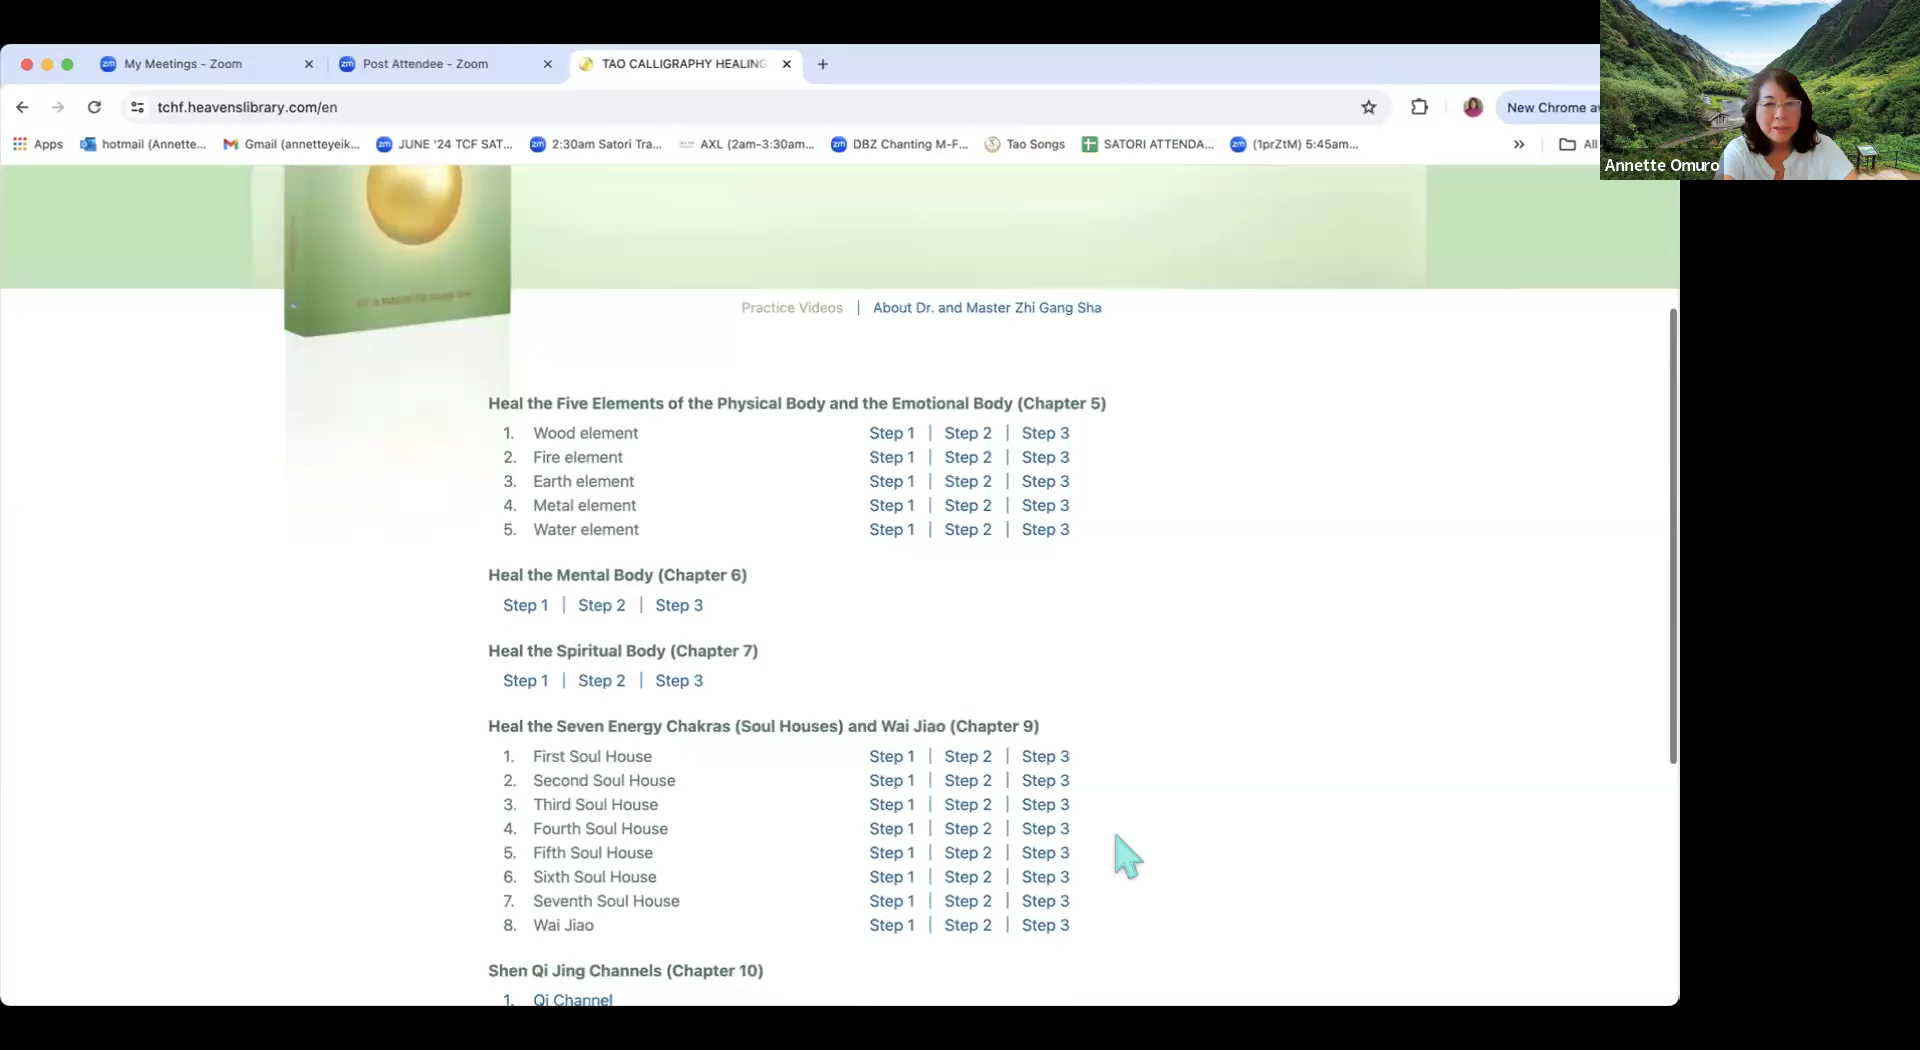 My Meetings - Zoom
Post Attendee - Zoom
TAO CALLIGRAPHY HEALING
tchf.heavenslibrary.com/en
New Chrome av
Apps
hotmail (Annette...
Gmail (annetteyeik...
JUNE '24 TCF SAT...
2:30am Satori Tra...
AXL (2am-3:30am...
DBZ Chanting M-F...
Tao Songs
SATORI ATTENDA...
(1prZtM) 5:45am...
All
Annette Omuro
Practice Videos | About Dr. and Master Zhi Gang Sha
Heal the Five Elements of the Physical Body and the Emotional Body (Chapter 5)
1. Wood element Step 1 | Step 2 | Step 3
2. Fire element Step 1 | Step 2 | Step 3
3. Earth element Step 1 | Step 2 | Step 3
4. Metal element Step 1 | Step 2 | Step 3
5. Water element Step 1 | Step 2 | Step 3
Heal the Mental Body (Chapter 6)
Step 1 | Step 2 | Step 3
Heal the Spiritual Body (Chapter 7)
Step 1 | Step 2 | Step 3
Heal the Seven Energy Chakras (Soul Houses) and Wai Jiao (Chapter 9)
1. First Soul House Step 1 | Step 2 | Step 3
2. Second Soul House Step 1 | Step 2 | Step 3
3. Third Soul House Step 1 | Step 2 | Step 3
4. Fourth Soul House Step 1 | Step 2 | Step 3
5. Fifth Soul House Step 1 | Step 2 | Step 3
6. Sixth Soul House Step 1 | Step 2 | Step 3
7. Seventh Soul House Step 1 | Step 2 | Step 3
8. Wai Jiao Step 1 | Step 2 | Step 3
Shen Qi Jing Channels (Chapter 10)
1. Qi Channel